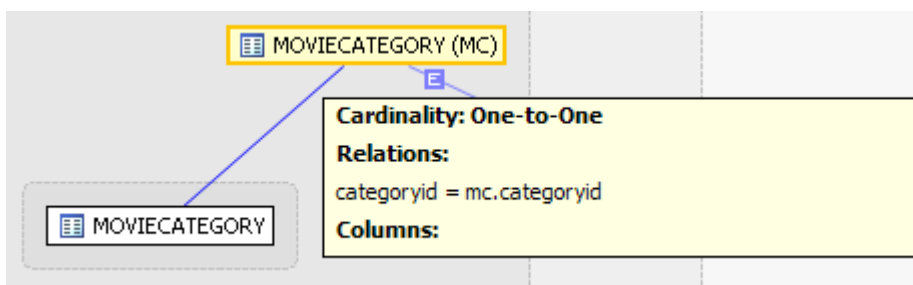 MOVIECATEGORY (MC)
E
Cardinality: One-to-One
Relations:
categoryid = mc.categoryid
Columns:
MOVIECATEGORY